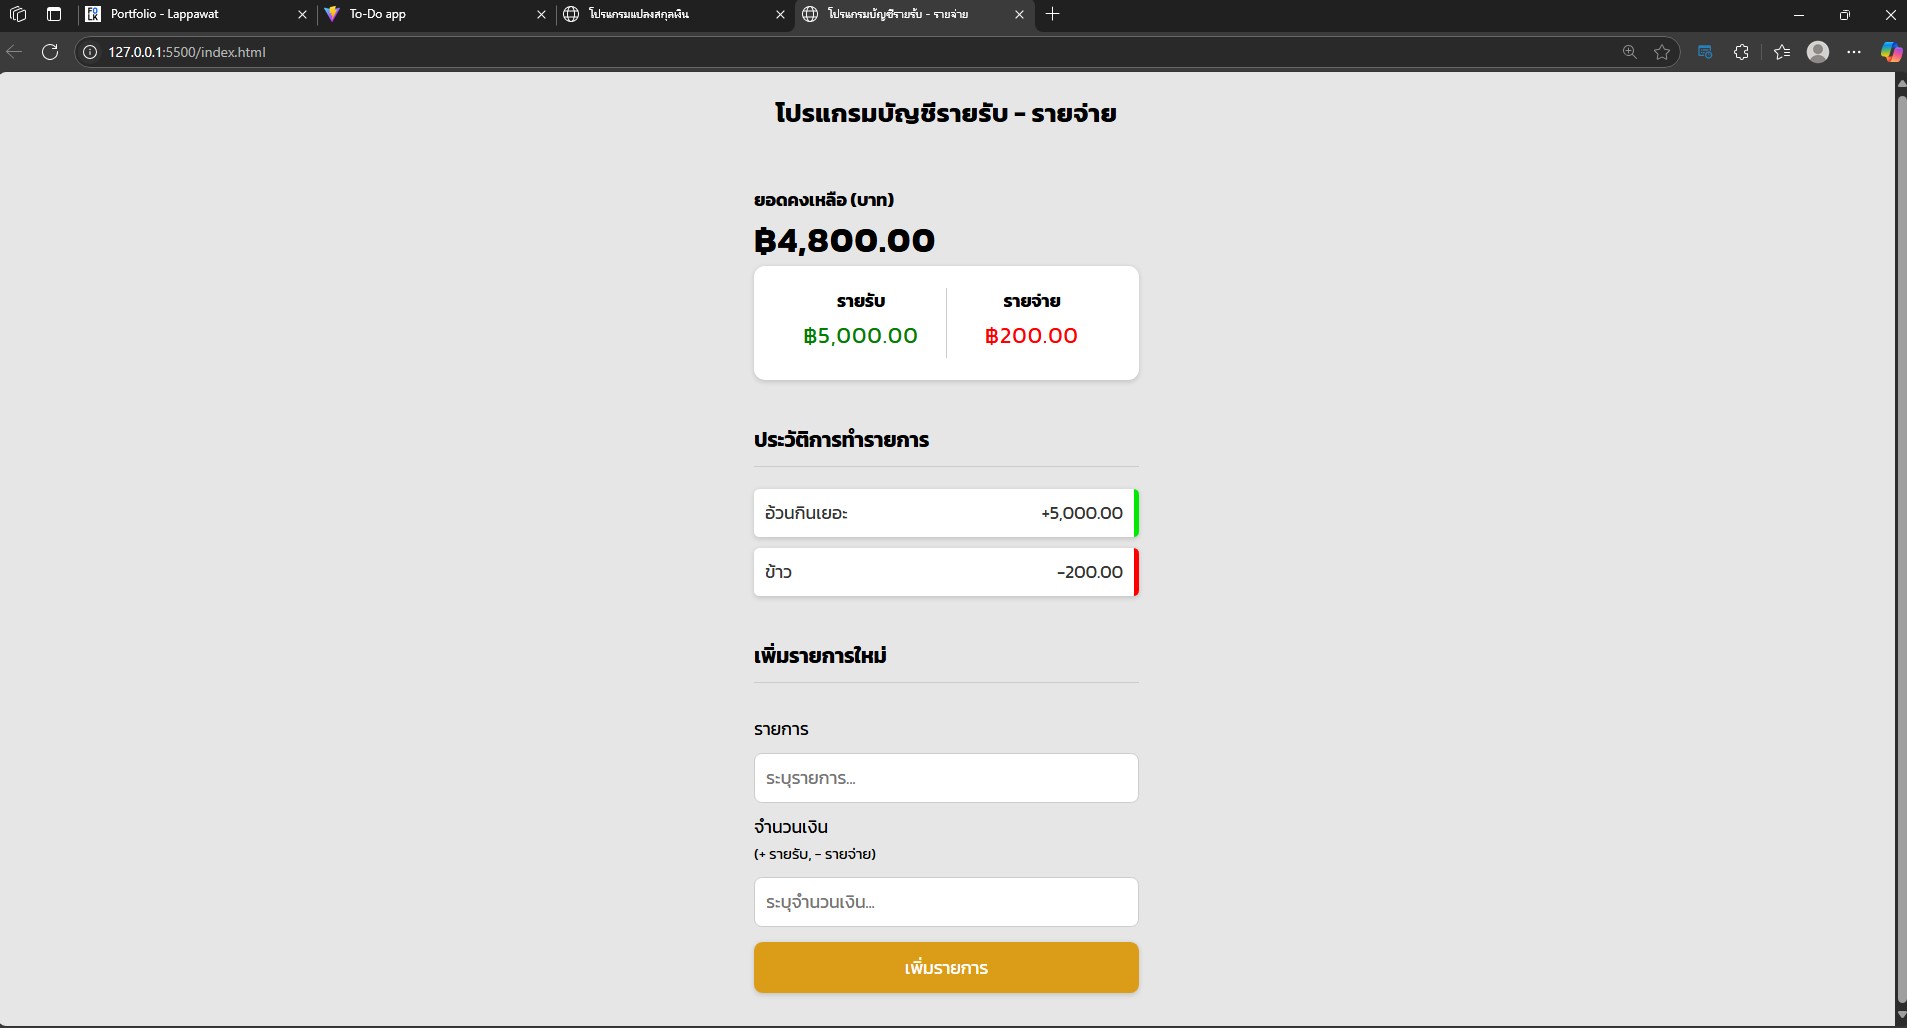 FO
LK
Portfolio - Lappawat
To-Do app
โปรแกรมแปลงสกุลเงิน
โปรแกรมบัญชีรายรับ - รายจ่าย
127.0.0.1:5500/index.html
โปรแกรมบัญชีรายรับ - รายจ่าย
ยอดคงเหลือ (บาท)
฿4,800.00
รายรับ
รายจ่าย
฿5,000.00
฿200.00
ประวัติการทำรายการ
อ้วนกินเยอะ
+5,000.00
ข้าว
-200.00
เพิ่มรายการใหม่
รายการ
ระบุรายการ...
จำนวนเงิน
(+ รายรับ, - รายจ่าย)
ระบุจำนวนเงิน...
เพิ่มรายการ